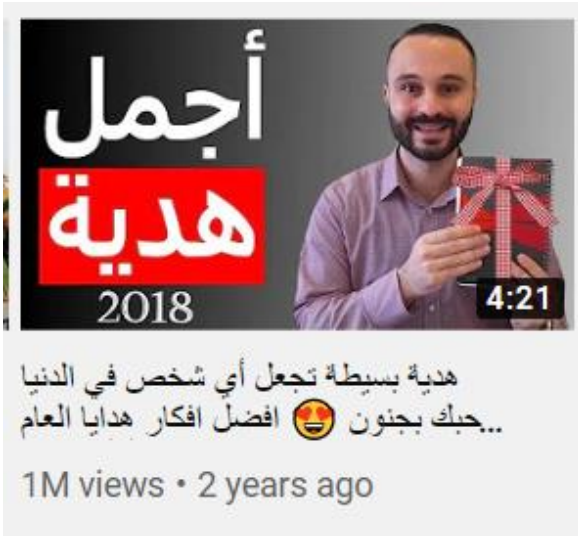 أجمل
هدية
2018
4:21
هدية بسيطة تجعل أي شخص في الدنيا
حبك بجنون 😍 افضل افكار هدايا العام...
1M views • 2 years ago